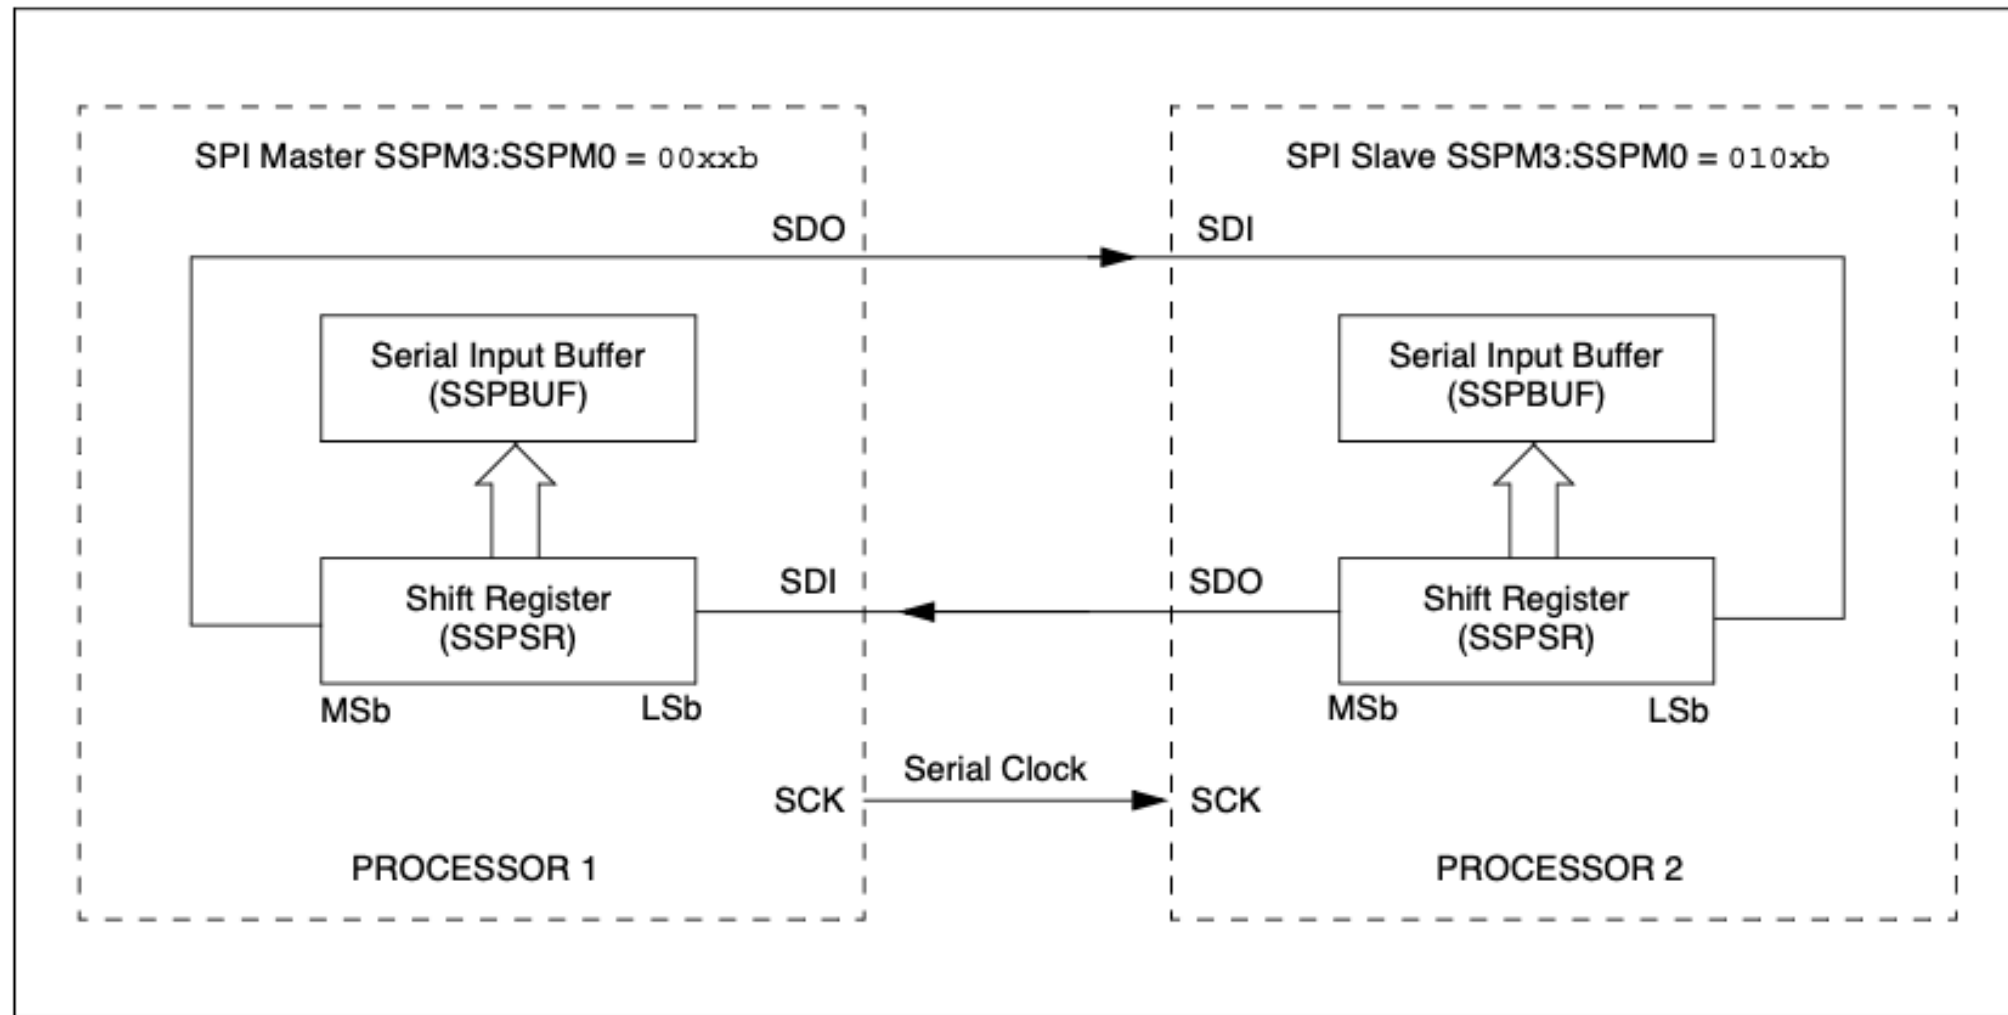 SPI Master SSPM3:SSPM0 = 00xxb
SDO
Serial Input Buffer
(SSPBUF)
SDI
Shift Register
(SSPSR)
MSb
LSb
SCK
PROCESSOR 1
Serial Clock
SPI Slave SSPM3:SSPM0 = 010xb
SDI
Serial Input Buffer
(SSPBUF)
SDO
Shift Register
(SSPSR)
MSb
LSb
SCK
PROCESSOR 2